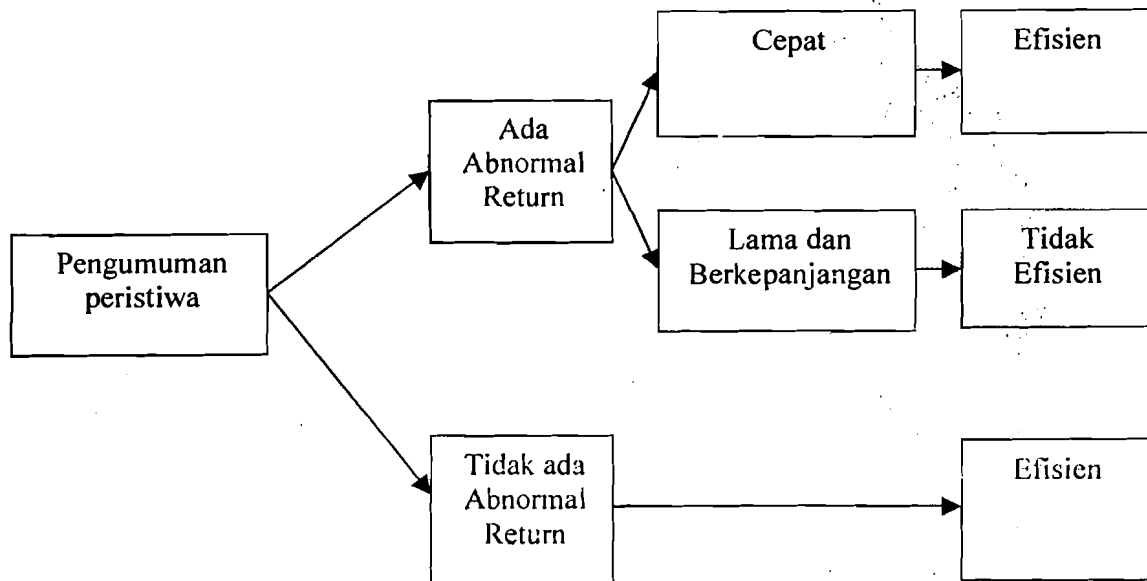 Pengumuman
peristiwa
Ada
Abnormal
Return
Cepat
Efisien
Lama dan
Berkepanjangan
Tidak
Efisien
Tidak ada
Abnormal
Return
Efisien